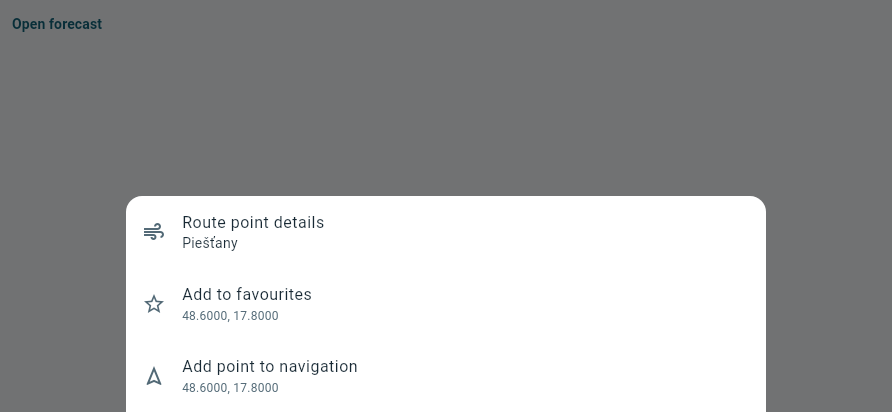 Open forecast
Route point details
Piešťany
Add to favourites
48.6000, 17.8000
Add point to navigation
48.6000, 17.8000